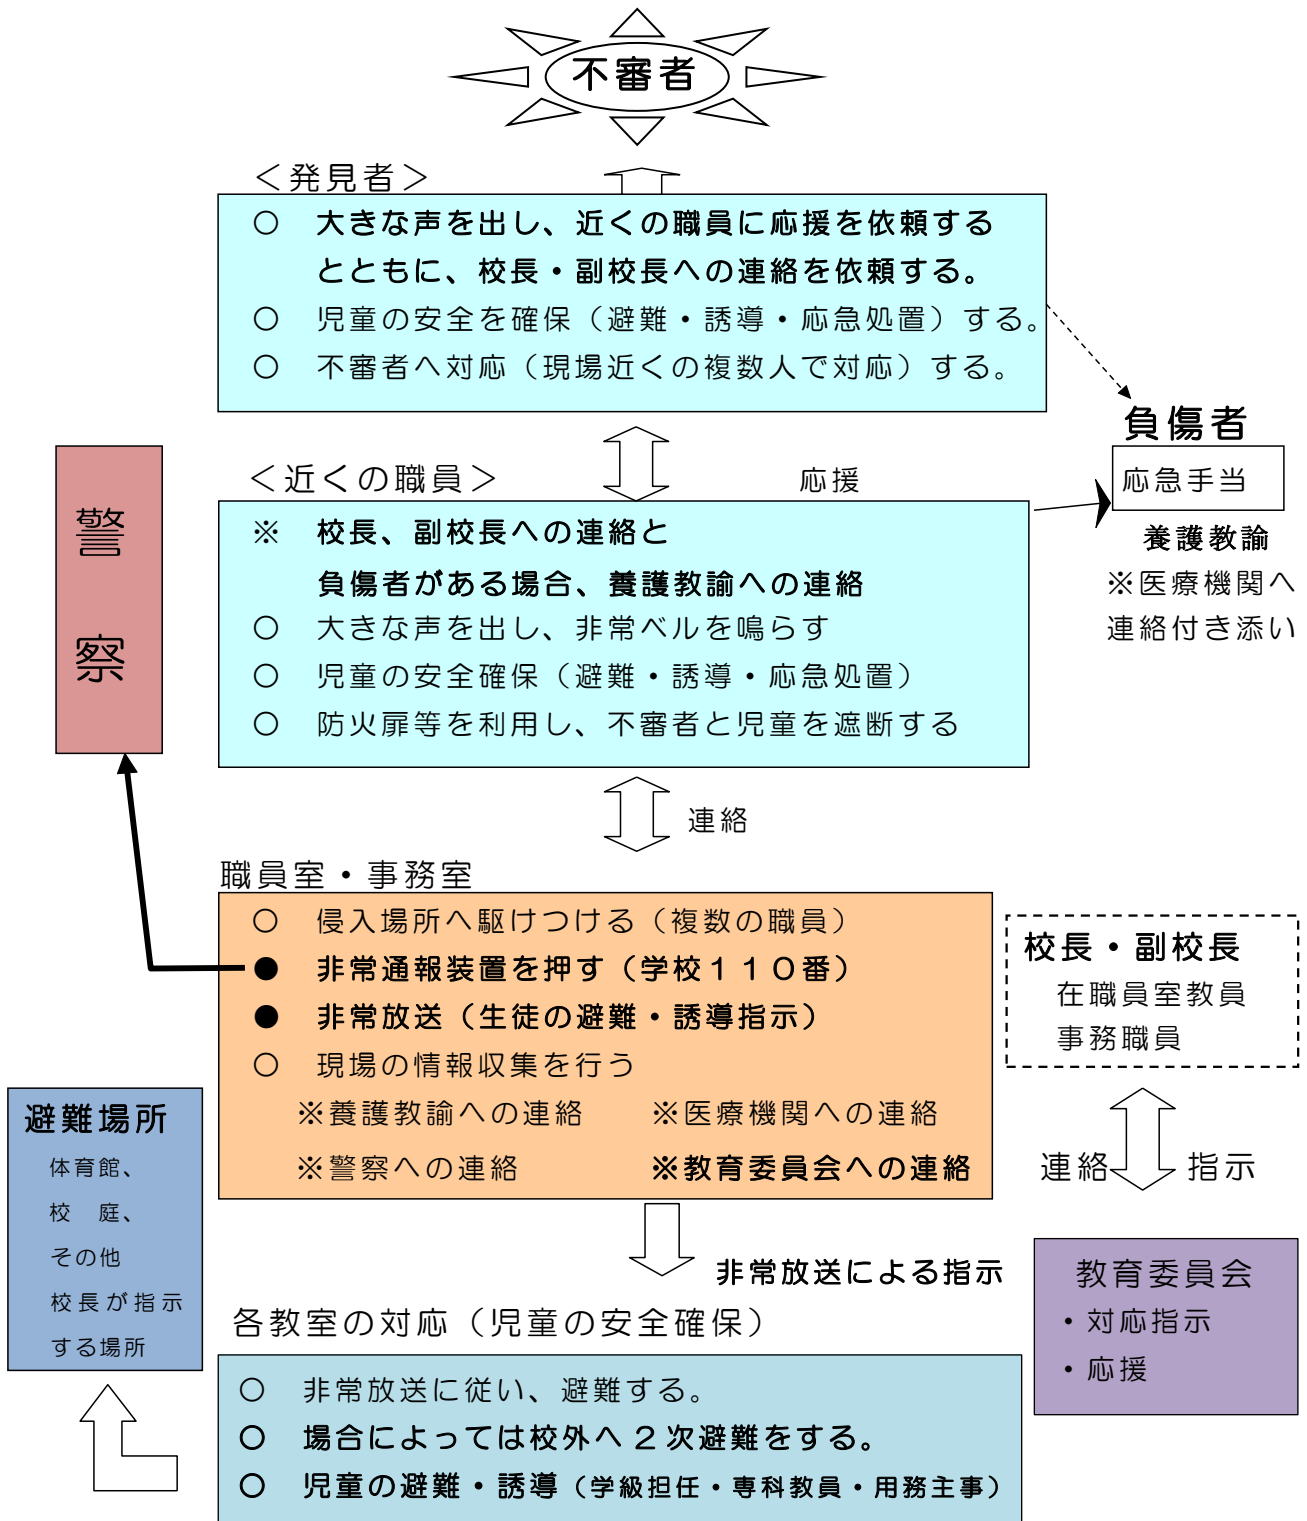 不審者
＜発見者＞
○　大きな声を出し、近くの職員に応援を依頼する
とともに、校長・副校長への連絡を依頼する。
○　児童の安全を確保（避難・誘導・応急処置）する。
○　不審者へ対応（現場近くの複数人で対応）する。
負傷者
応急手当
養護教諭
※医療機関へ
連絡付き添い
警
察
＜近くの職員＞
応援
※　校長、副校長への連絡と
負傷者がある場合、養護教諭への連絡
○　大きな声を出し、非常ベルを鳴らす
○　児童の安全確保（避難・誘導・応急処置）
○　防火扉等を利用し、不審者と児童を遮断する
連絡
職員室・事務室
○　侵入場所へ駆けつける（複数の職員）
●　非常通報装置を押す（学校１１０番）
●　非常放送（生徒の避難・誘導指示）
○　現場の情報収集を行う
※養護教諭への連絡　　※医療機関への連絡
※警察への連絡　　※教育委員会への連絡
校長・副校長
在職員室教員
事務職員
連絡　指示
教育委員会
・対応指示
・応援
避難場所
体育館、
校　庭、
その他
校長が指示
する場所
非常放送による指示
各教室の対応（児童の安全確保）
○　非常放送に従い、避難する。
○　場合によっては校外へ２次避難をする。
○　児童の避難・誘導（学級担任・専科教員・用務主事）